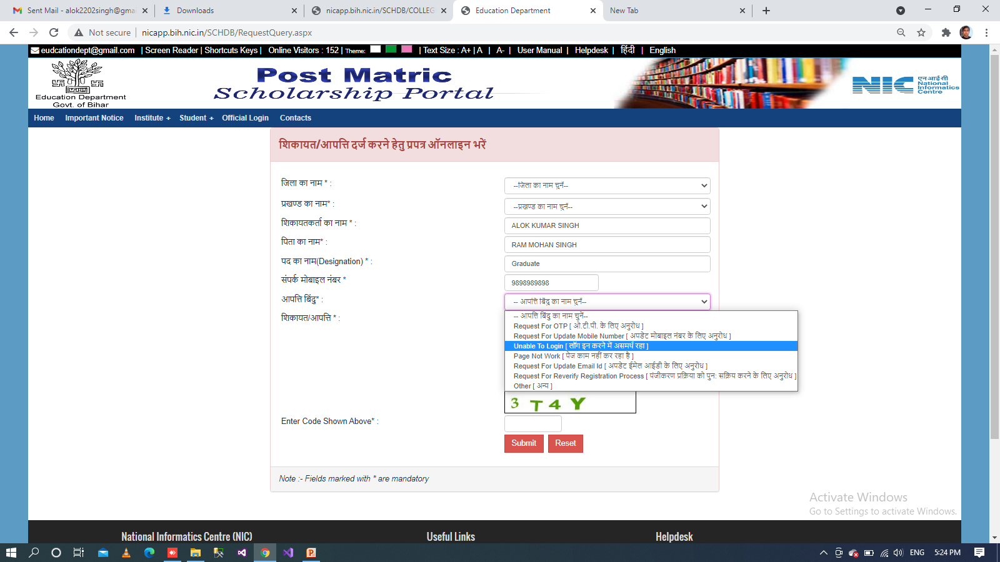 Sent Mail - alok2202singh@gma
Downloads
nicapp.bih.nic.in/SCHDB/COLLEG
Education Department
New Tab
Not secure
nicapp.bih.nic.in/SCHDB/RequestQuery.aspx
eudcationdept@gmail.com | Screen Reader | Shortcuts Keys | Online Visitors : 152 | Theme: | Text Size : A+ | A | A- | User Manual | Helpdesk | हिंदी | English
Education Department
Govt. of Bihar
Post Matric
Scholarship Portal
NIC
एन आई सी
National
Informatics
Centre
Home Important Notice Institute + Student + Official Login Contacts
शिकायत/आपत्ति दर्ज करने हेतु प्रपत्र ऑनलाइन भरें
जिला का नाम * :
--जिला का नाम चुनें--
प्रखण्ड का नाम* :
--प्रखण्ड का नाम चुनें--
शिकायतकर्ता का नाम * :
ALOK KUMAR SINGH
पिता का नाम* :
RAM MOHAN SINGH
पद का नाम(Designation) * :
Graduate
संपर्क मोबाइल नंबर *
9898989898
आपत्ति बिंदु* :
-- आपत्ति बिंदु का नाम चुनें--
शिकायत/आपत्ति * :
-- आपत्ति बिंदु का नाम चुनें--
Request For OTP [ ओ.टी.पी. के लिए अनुरोध ]
Request For Update Mobile Number [ अपडेट मोबाइल नंबर के लिए अनुरोध ]
Unable To Login [ लॉग इन करने में असमर्थ रहा ]
Page Not Work [ पेज काम नहीं कर रहा है ]
Request For Update Email Id [ अपडेट ईमेल आईडी के लिए अनुरोध ]
Request For Reverify Registration Process [ पंजीकरण प्रक्रिया को पुन: सक्रिय करने के लिए अनुरोध ]
Other [ अन्य ]
3 T 4 Y
Enter Code Shown Above* :
Submit
Reset
Note :- Fields marked with * are mandatory
Activate Windows
Go to Settings to activate Windows.
National Informatics Centre (NIC)
Useful Links
Helpdesk
ENG
5:24 PM